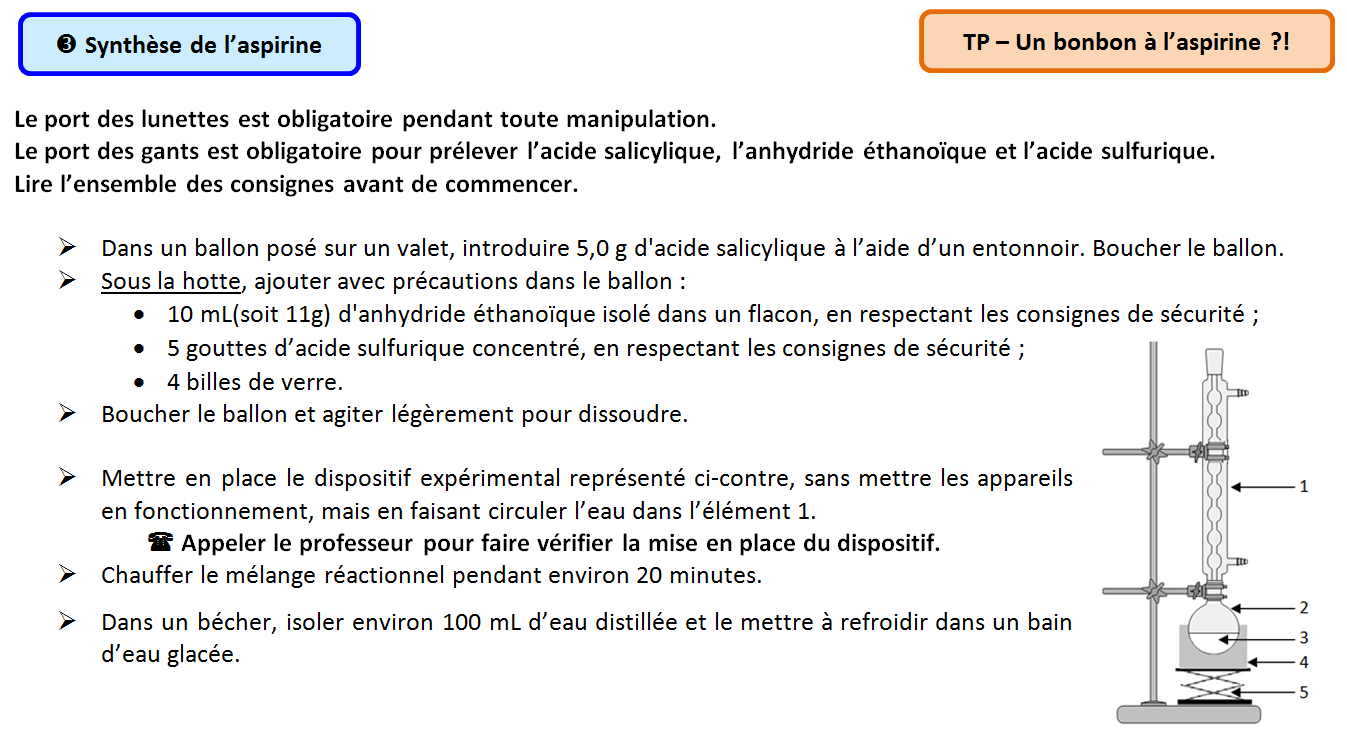 ❸ Synthèse de l’aspirine
TP – Un bonbon à l’aspirine ?!
Le port des lunettes est obligatoire pendant toute manipulation.
Le port des gants est obligatoire pour prélever l’acide salicylique, l’anhydride éthanoïque et l’acide sulfurique.
Lire l’ensemble des consignes avant de commencer.
➢ Dans un ballon posé sur un valet, introduire 5,0 g d'acide salicylique à l’aide d’un entonnoir. Boucher le ballon.
➢ Sous la hotte, ajouter avec précautions dans le ballon :
• 10 mL(soit 11g) d'anhydride éthanoïque isolé dans un flacon, en respectant les consignes de sécurité ;
• 5 gouttes d’acide sulfurique concentré, en respectant les consignes de sécurité ;
• 4 billes de verre.
➢ Boucher le ballon et agiter légèrement pour dissoudre.
➢ Mettre en place le dispositif expérimental représenté ci-contre, sans mettre les appareils
en fonctionnement, mais en faisant circuler l’eau dans l’élément 1.
☎ Appeler le professeur pour faire vérifier la mise en place du dispositif.
➢ Chauffer le mélange réactionnel pendant environ 20 minutes.
➢ Dans un bécher, isoler environ 100 mL d’eau distillée et le mettre à refroidir dans un bain
d’eau glacée.
1
2
3
4
5